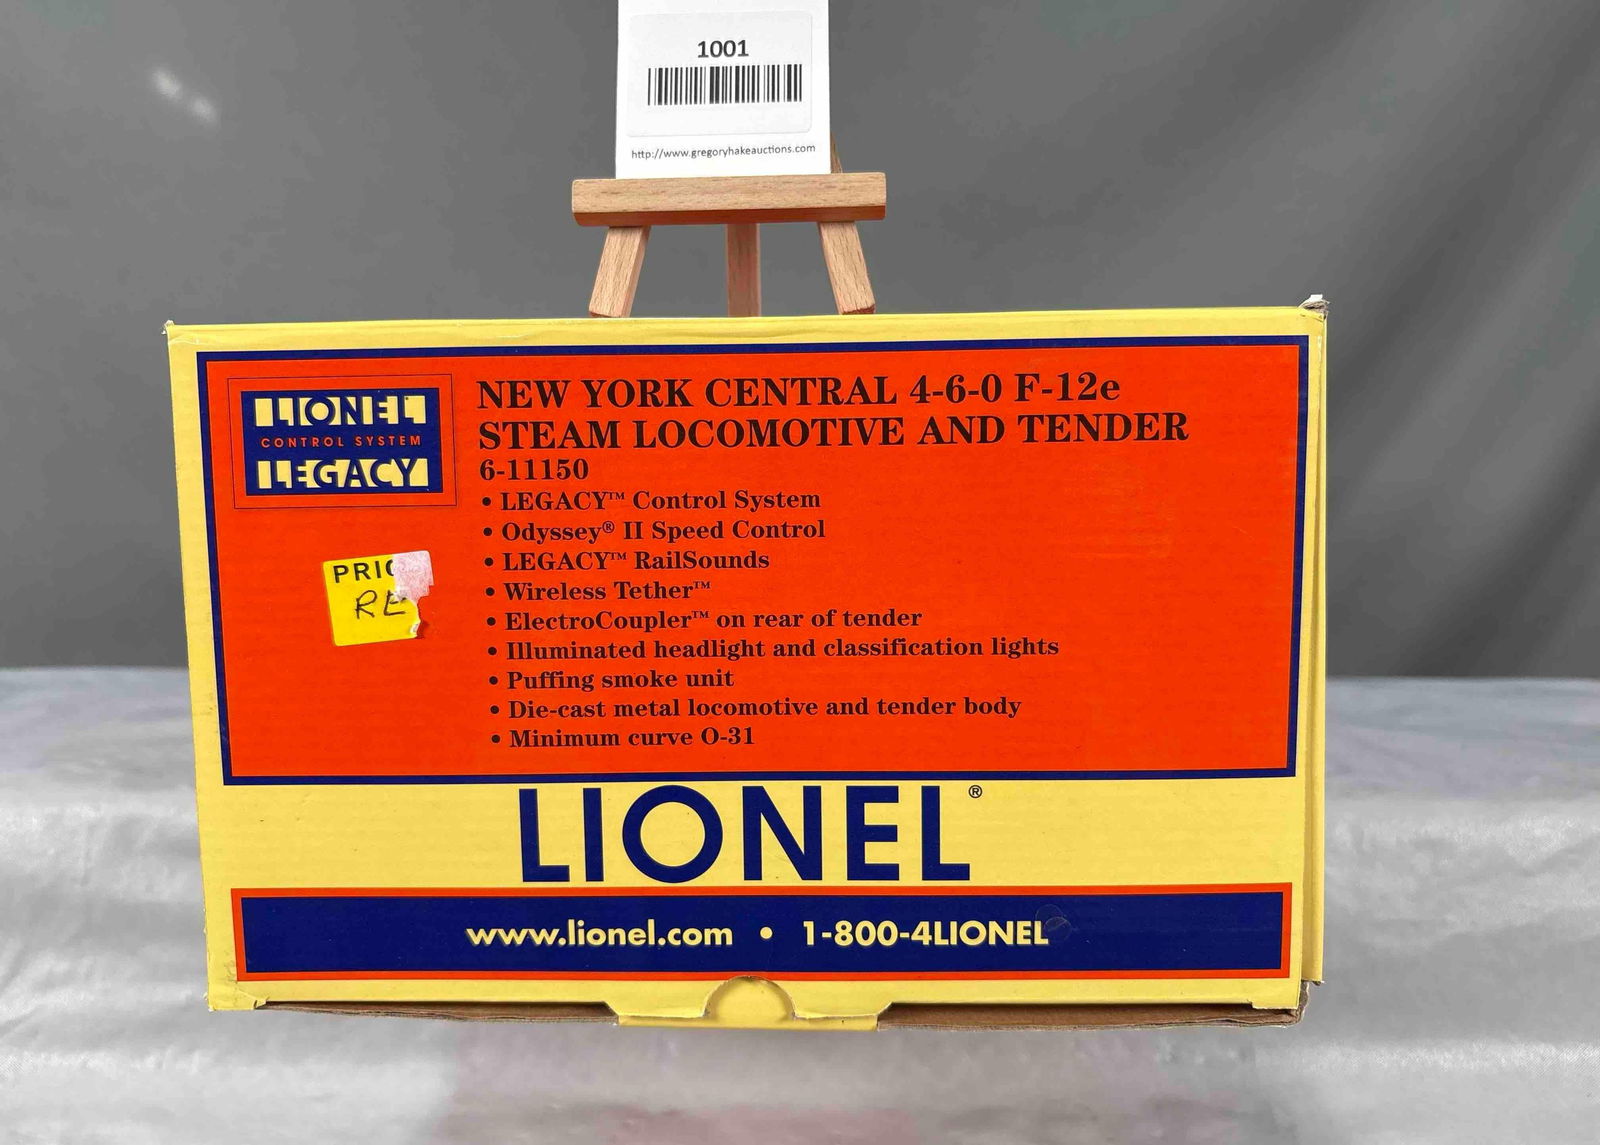 1001
http://www.gregoryhakeauctions.com
LIONEL
CONTROL SYSTEM
LEGACY
NEW YORK CENTRAL 4-6-0 F-12e
STEAM LOCOMOTIVE AND TENDER
6-11150
• LEGACY™ Control System
• Odyssey® II Speed Control
• LEGACY™ RailSounds
• Wireless Tether™
• ElectroCoupler™ on rear of tender
• Illuminated headlight and classification lights
• Puffing smoke unit
• Die-cast metal locomotive and tender body
• Minimum curve O-31
LIONEL®
www.lionel.com • 1-800-4LIONEL